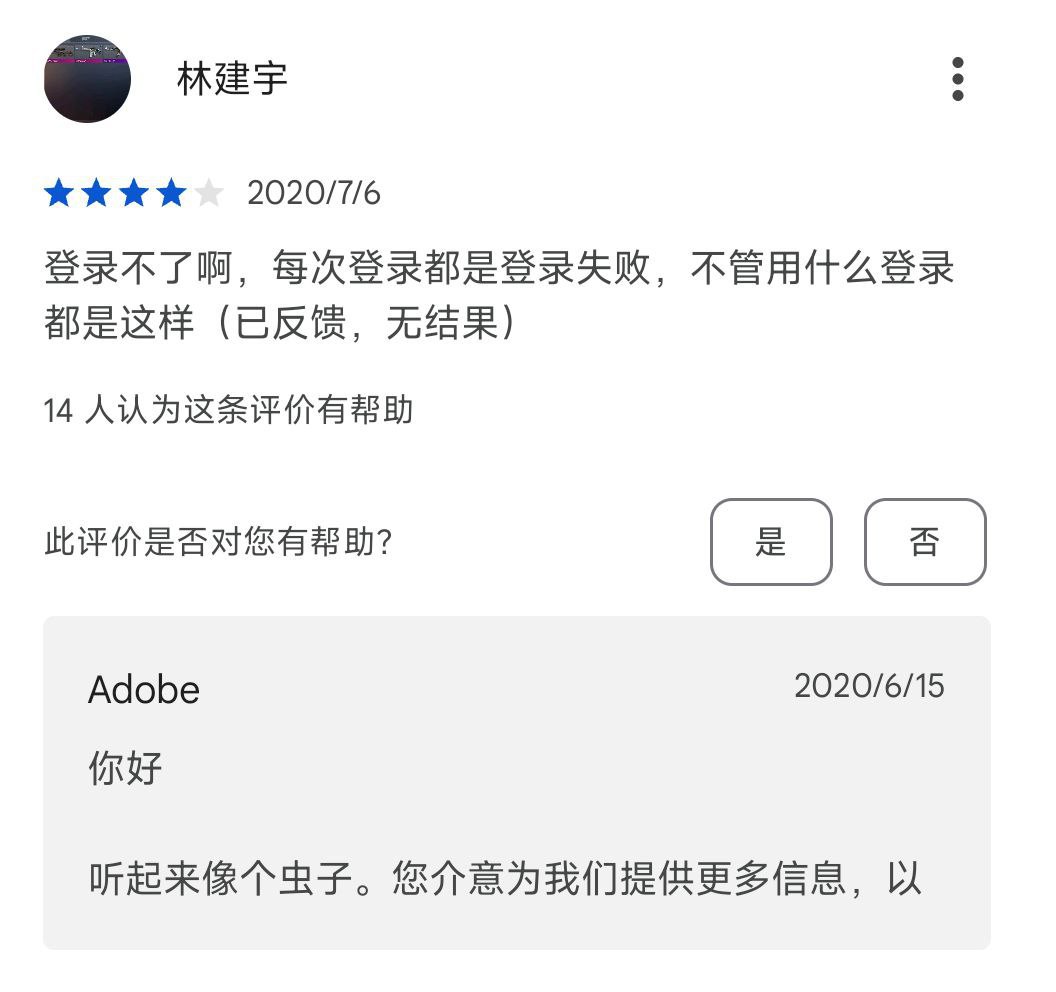 林建宇
2020/7/6
登录不了啊，每次登录都是登录失败，不管用什么登录
都是这样（已反馈，无结果）
14 人认为这条评价有帮助
此评价是否对您有帮助？
是
否
Adobe
2020/6/15
你好
听起来像个虫子。您介意为我们提供更多信息，以